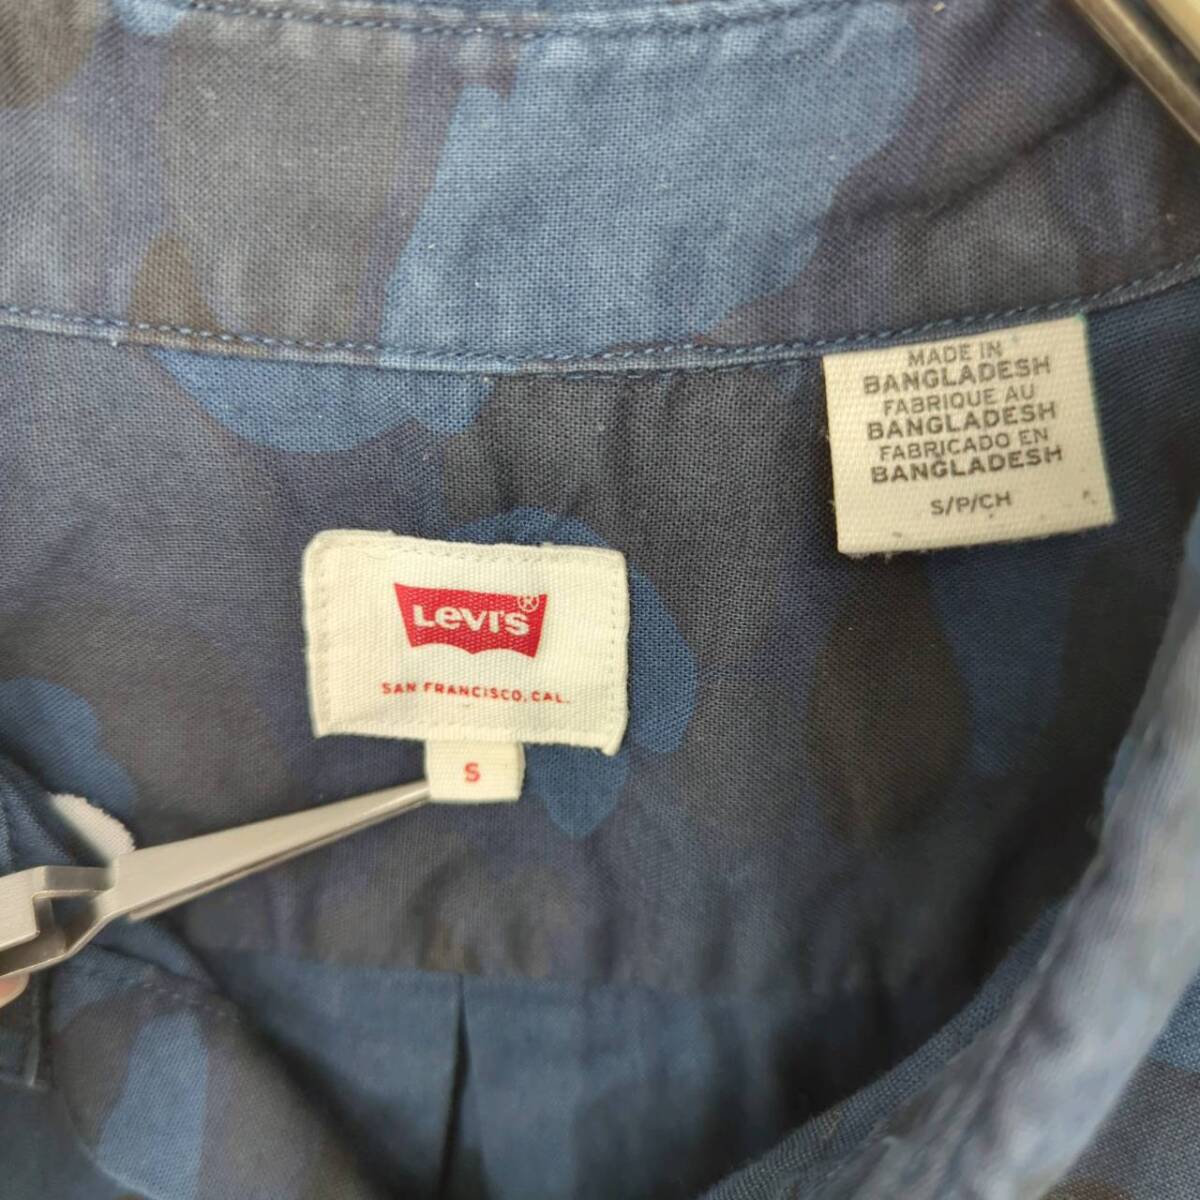 MADE IN
BANGLADESH
FABRIQUE AU
BANGLADESH
FABRICADO EN
BANGLADESH
S/P/CH
Levi's®
SAN FRANCISCO, CAL.
S